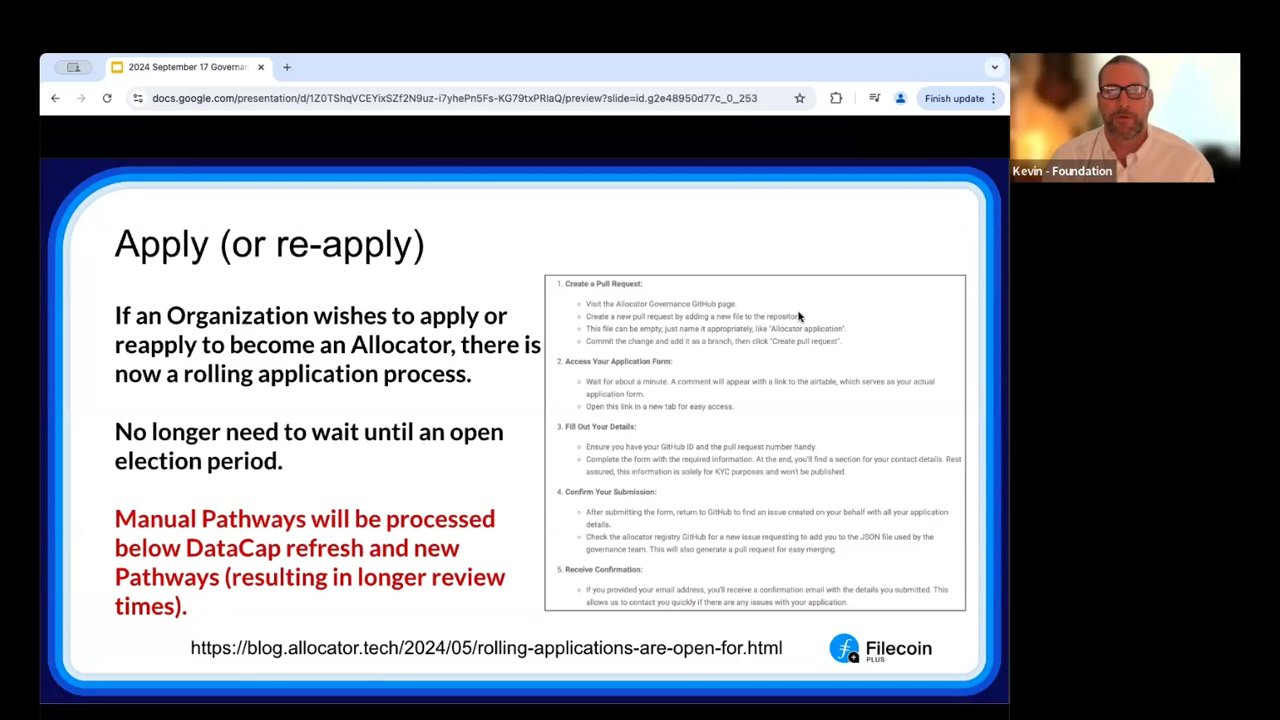 2024 September 17 Governa
docs.google.com/presentation/d/1Z0TShqVCEYixSZf2N9uz-i7yhePn5Fs-KG79txPRlaQ/preview?slide=id.g2e48950d77c_0_253
Finish update
Kevin - Foundation
Apply (or re-apply)
If an Organization wishes to apply or
reapply to become an Allocator, there is
now a rolling application process.
No longer need to wait until an open
election period.
Manual Pathways will be processed
below DataCap refresh and new
Pathways (resulting in longer review
times).
1. Create a Pull Request:
Visit the Allocator Governance GitHub page.
Create a new pull request by adding a new file to the repository
This file can be empty; just name it appropriately, like "Allocator application".
Commit the change and add it as a branch, then click "Create pull request".
2. Access Your Application Form:
Wait for about a minute. A comment will appear with a link to the airtable, which serves as your actual
application form.
Open this link in a new tab for easy access.
3. Fill Out Your Details:
Ensure you have your GitHub ID and the pull request number handy.
Complete the form with the required information. At the end, you'll find a section for your contact details. Rest
assured, this information is solely for KYC purposes and won't be published.
4. Confirm Your Submission:
After submitting the form, return to GitHub to find an issue created on your behalf with all your application
details.
Check the allocator registry GitHub for a new issue requesting to add you to the JSON file used by the
governance team. This will also generate a pull request for easy merging.
5. Receive Confirmation:
If you provided your email address, you'll receive a confirmation email with the details you submitted. This
allows us to contact you quickly if there are any issues with your application.
https://blog.allocator.tech/2024/05/rolling-applications-are-open-for.html
Filecoin
PLUS